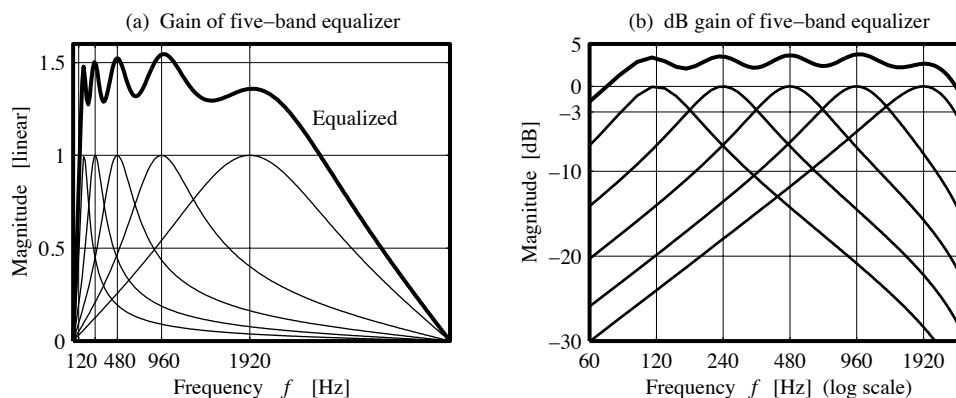 (a) Gain of five−band equalizer
1.5
1
0.5
0
Magnitude [linear]
Equalized
120 480 960 1920
Frequency f [Hz]
(b) dB gain of five−band equalizer
5
0
−3
−10
−20
−30
Magnitude [dB]
60 120 240 480 960 1920
Frequency f [Hz] (log scale)